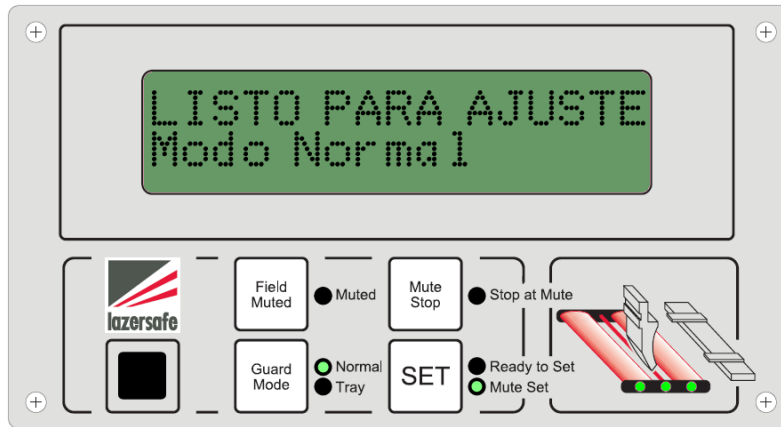 LISTO PARA AJUSTE
Modo Normal
lazersafe
Field
Muted
Muted
Mute
Stop
Stop at Mute
Guard
Mode
Normal
Tray
SET
Ready to Set
Mute Set